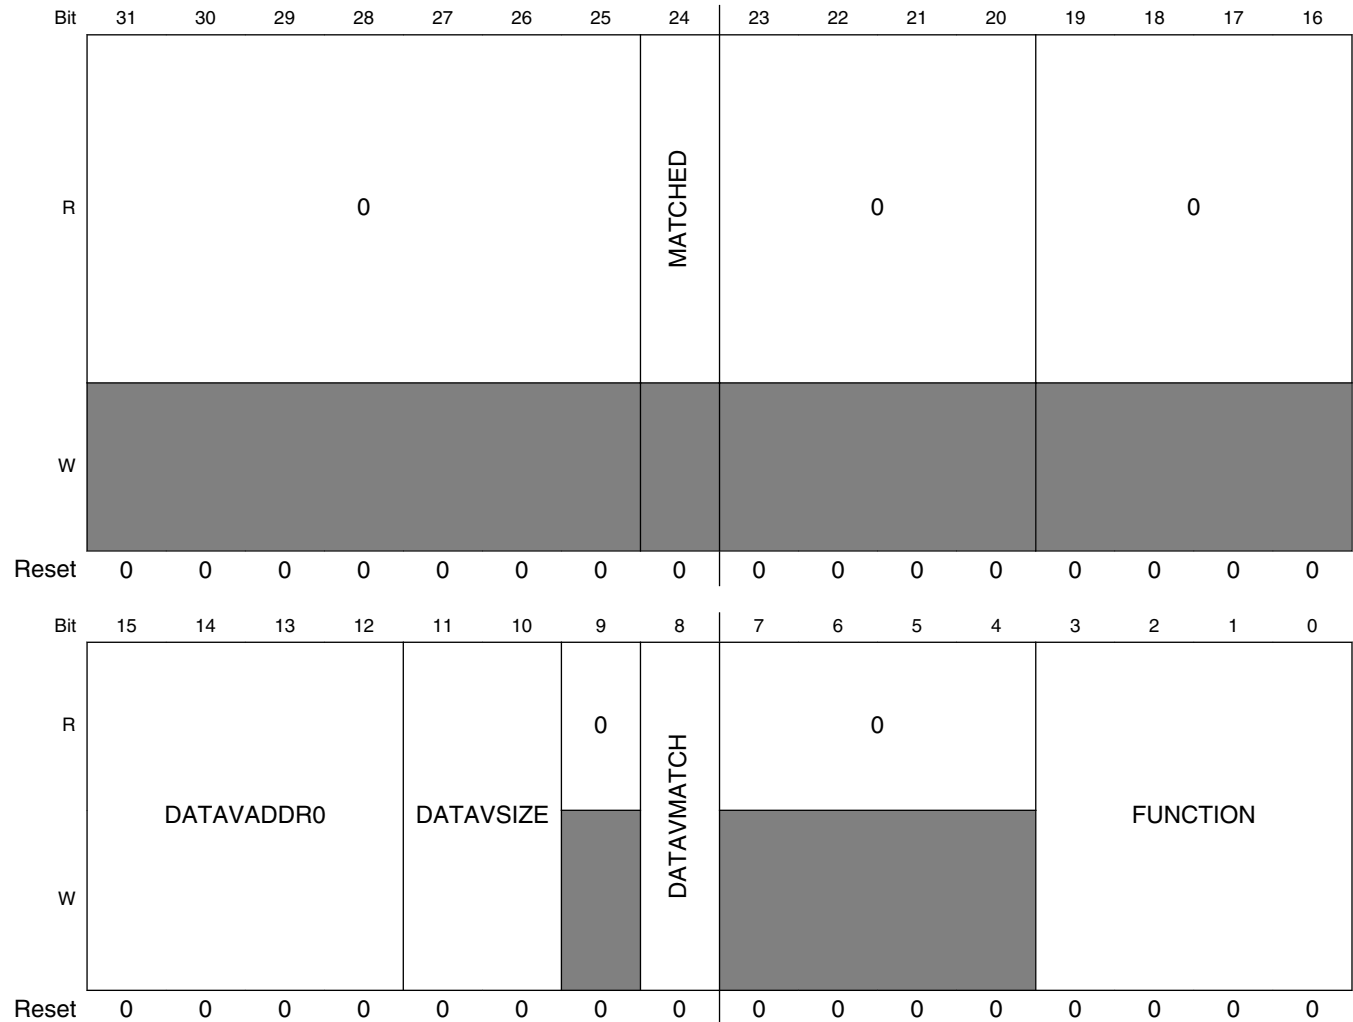 Bit 31 30 29 28 27 26 25 24 23 22 21 20 19 18 17 16
R 0 MATCHED 0 0
W
Reset 0 0 0 0 0 0 0 0 0 0 0 0 0 0 0 0
Bit 15 14 13 12 11 10 9 8 7 6 5 4 3 2 1 0
R 0 0
DATAVADDR0 DATAVSIZE DATAVMATCH FUNCTION
W
Reset 0 0 0 0 0 0 0 0 0 0 0 0 0 0 0 0